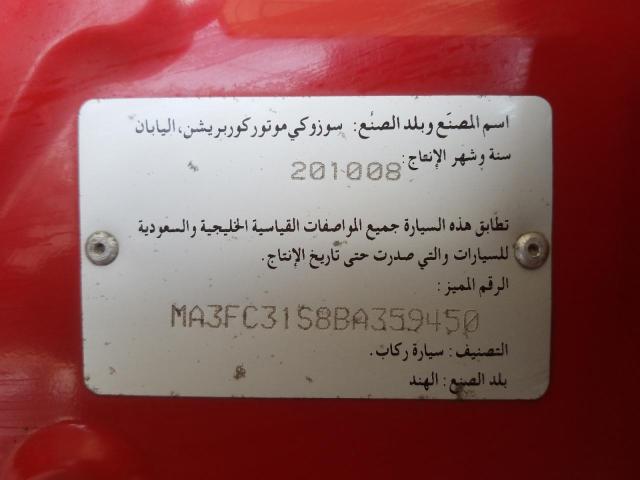 اسم المصنع وبلد الصنع: سوزوكي موتور كوربريشن، اليابان
سنة وشهر الإنتاج: 201008
تطابق هذه السيارة جميع المواصفات القياسية الخليجية والسعودية
للسيارات والتي صدرت حتى تاريخ الإنتاج.
الرقم المميز:
MA3FC31S8BA359450
التصنيف: سيارة ركاب.
بلد الصنع: الهند